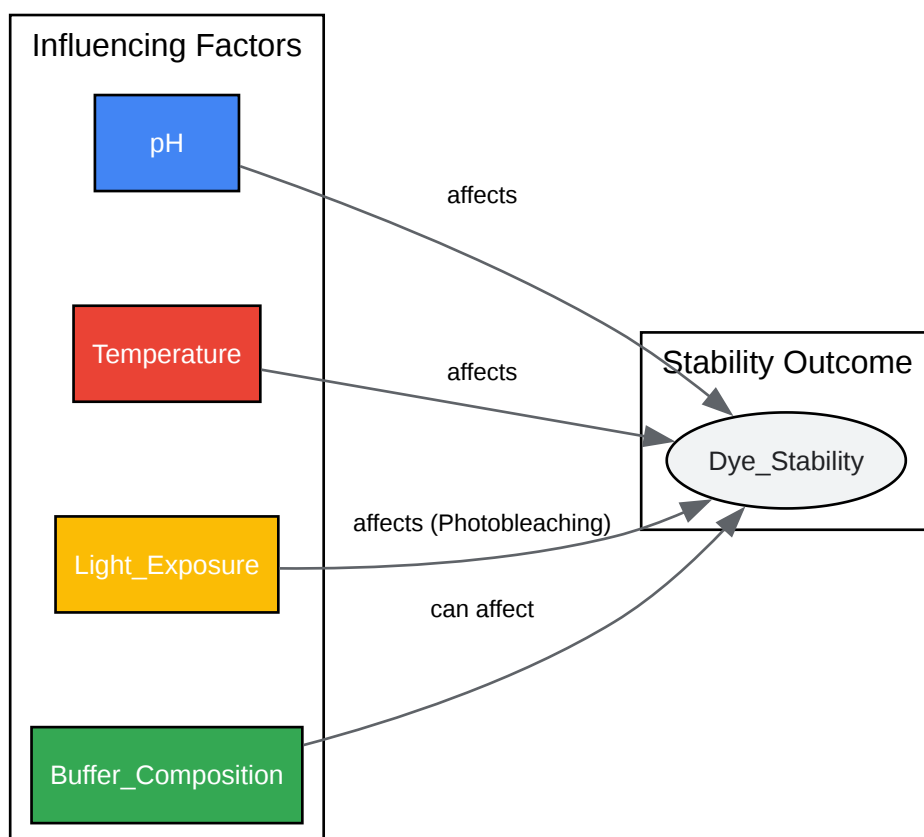 Influencing Factors
pH
affects
Temperature
affects
Stability Outcome
Dye_Stability
Light_Exposure
affects (Photobleaching)
can affect
Buffer_Composition